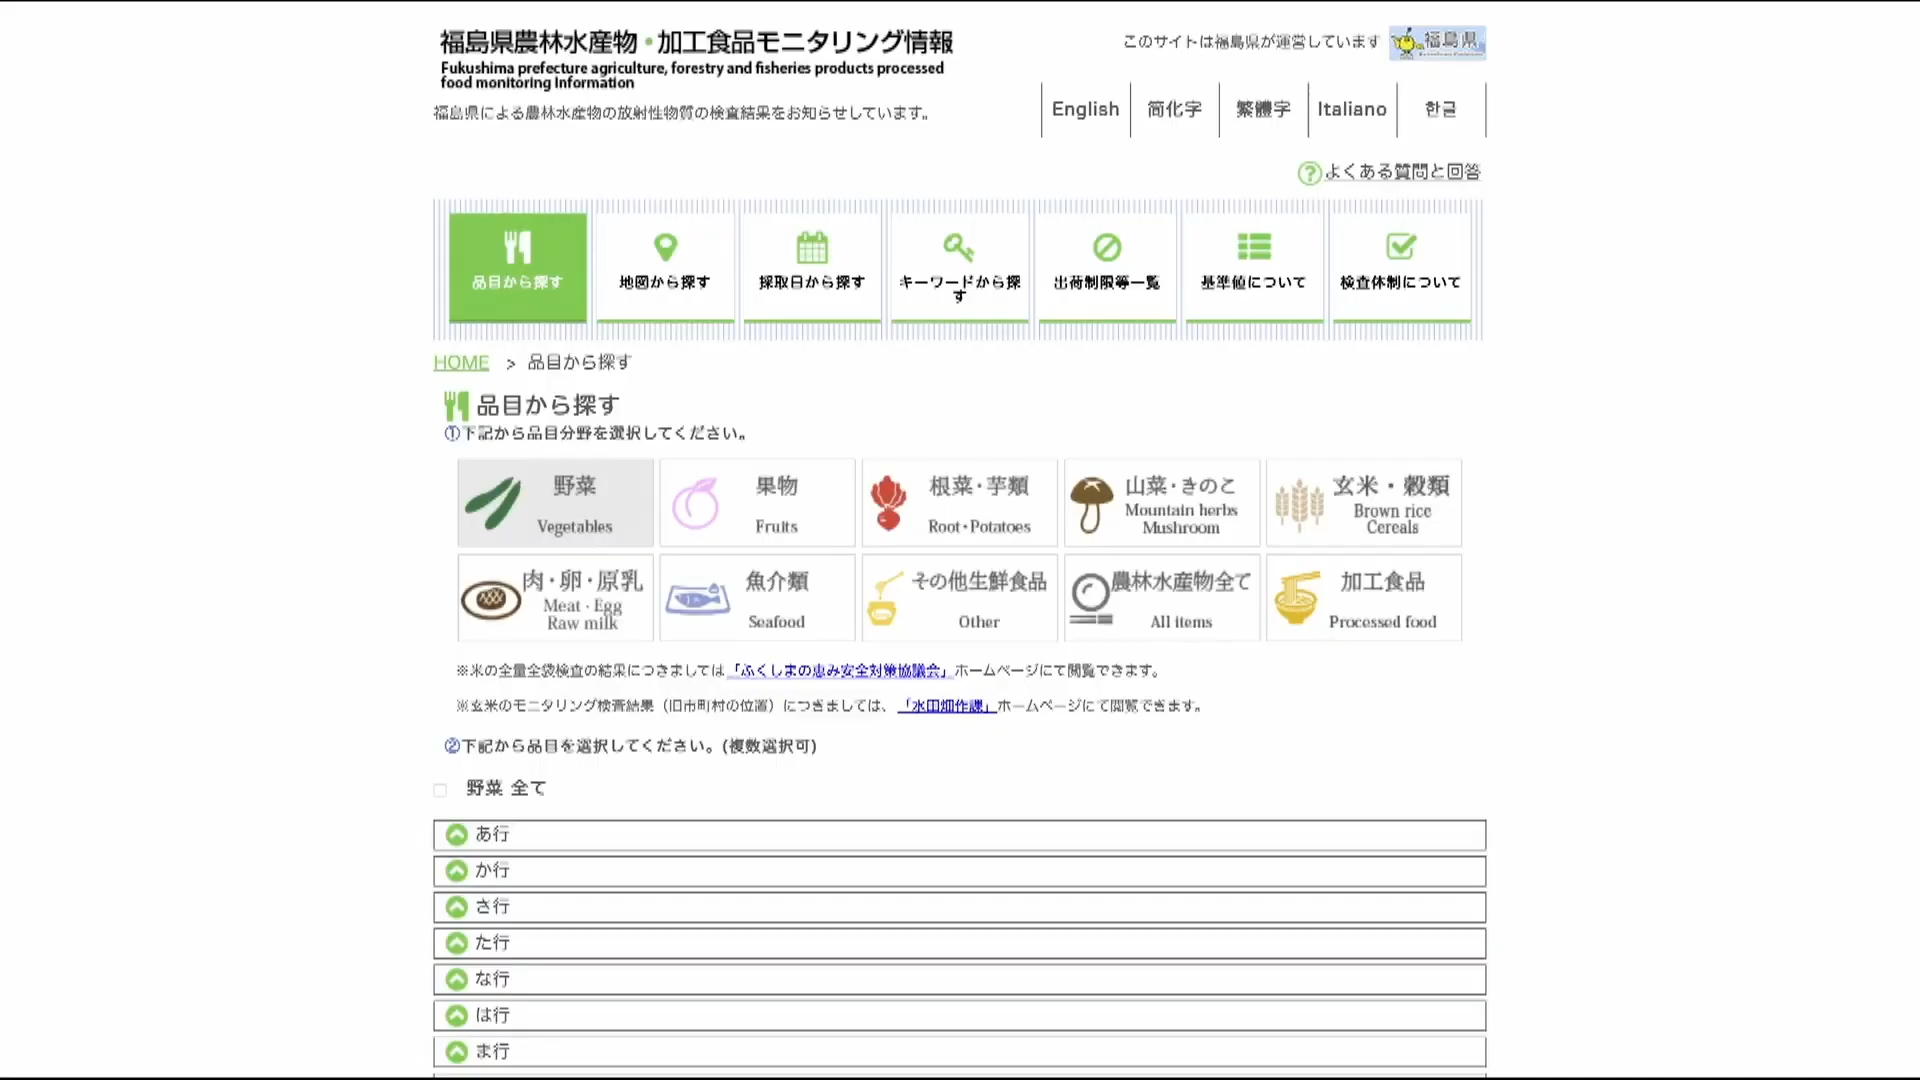 福島県農林水産物・加工食品モニタリング情報
Fukushima prefecture agriculture, forestry and fisheries products processed
food monitoring information
福島県による農林水産物の放射性物質の検査結果をお知らせしています。
このサイトは福島県が運営しています
福島県
English
简化字
繁體字
Italiano
한글
よくある質問と回答
品目から探す
地図から探す
採取日から探す
キーワードから探
す
出荷制限等一覧
基準値について
検査体制について
HOME > 品目から探す
品目から探す
①下記から品目分野を選択してください。
野菜
Vegetables
果物
Fruits
根菜・芋類
Root・Potatoes
山菜・きのこ
Mountain herbs
Mushroom
玄米・穀類
Brown rice
Cereals
肉・卵・原乳
Meat・Egg
Raw milk
魚介類
Seafood
その他生鮮食品
Other
農林水産物全て
All items
加工食品
Processed food
※米の全量全袋検査の結果につきましては「ふくしまの恵み安全対策協議会」ホームページにて閲覧できます。
※玄米のモニタリング検査結果（旧市町村の位置）につきましては、「水田畑作課」ホームページにて閲覧できます。
②下記から品目を選択してください。(複数選択可)
野菜 全て
あ行
か行
さ行
た行
な行
は行
ま行